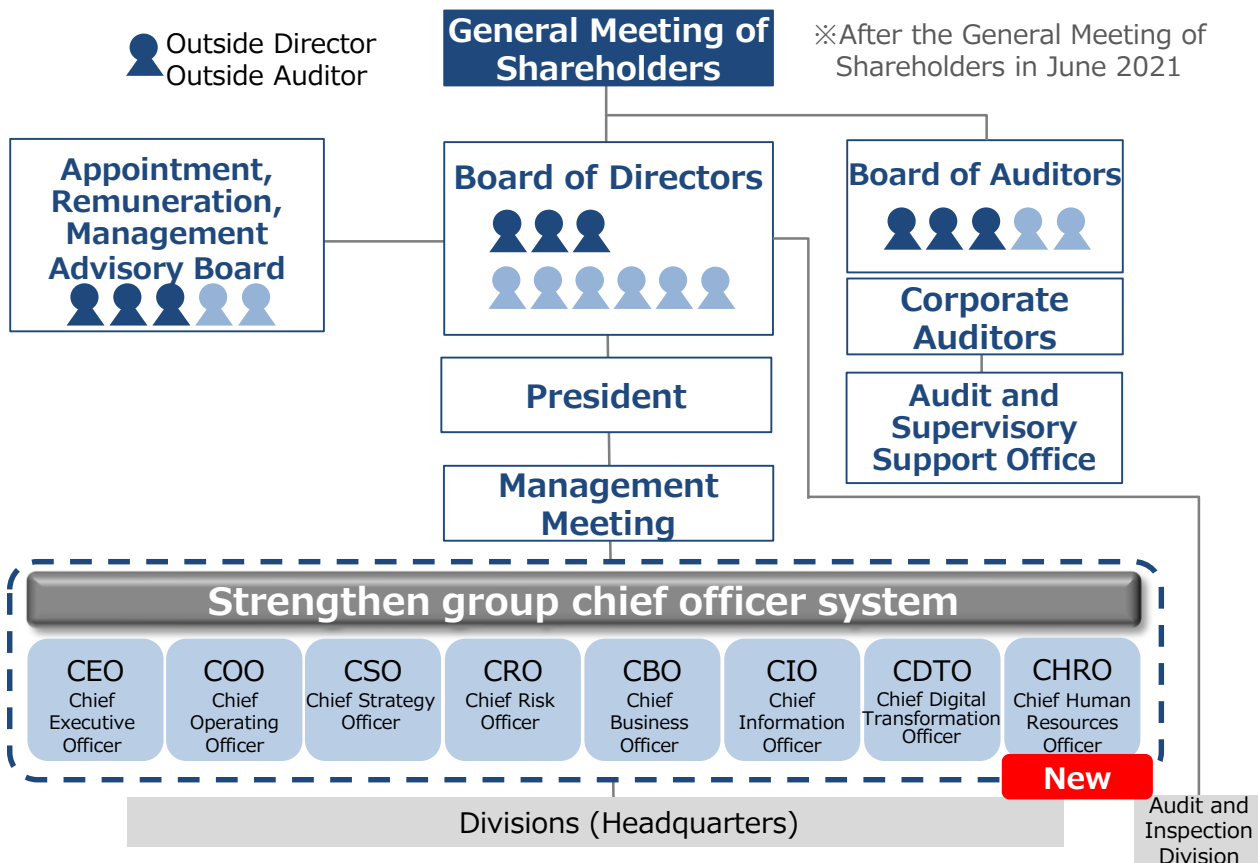 Outside Director
Outside Auditor
General Meeting of
Shareholders
※After the General Meeting of
Shareholders in June 2021
Appointment,
Remuneration,
Management
Advisory Board
Board of Directors
Board of Auditors
Corporate
Auditors
President
Audit and
Supervisory
Support Office
Management
Meeting
Strengthen group chief officer system
CEO
Chief
Executive
Officer
COO
Chief
Operating
Officer
CSO
Chief Strategy
Officer
CRO
Chief Risk
Officer
CBO
Chief
Business
Officer
CIO
Chief
Information
Officer
CDTO
Chief Digital
Transformation
Officer
CHRO
Chief Human
Resources
Officer
New
Divisions (Headquarters)
Audit and
Inspection
Division